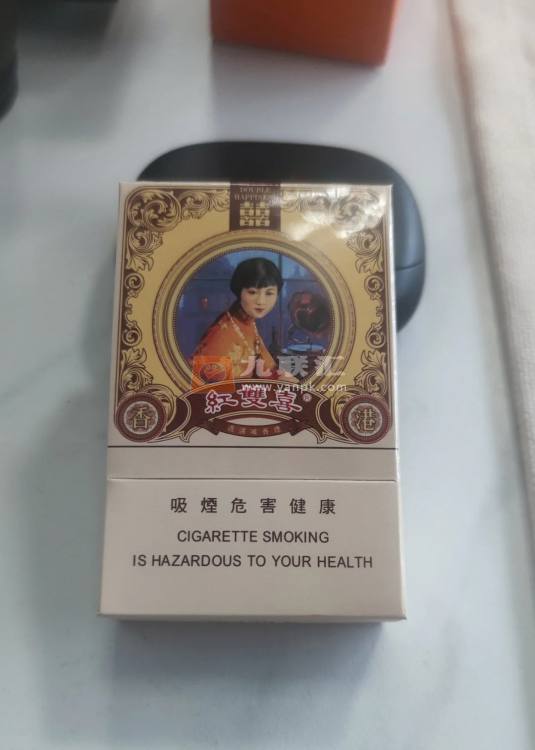 DOUBLE
HAPPINESS
囍
九联汇
www.yanpk.com
紅雙喜
香
港
吸煙危害健康
CIGARETTE SMOKING
IS HAZARDOUS TO YOUR HEALTH